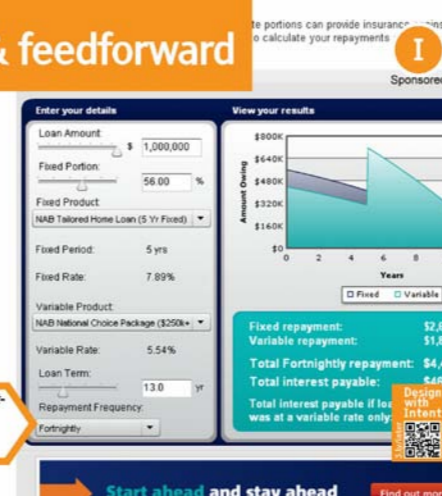 te portions can provide insurance
& feedforward
o calculate your repayments
I
Sponsored
Enter your details
Loan Amount:
$ 1,000,000
Fixed Portion:
56.00 %
Fixed Product:
NAB Tailored Home Loan (5 Yr Fixed)
Fixed Period: 5 yrs
Fixed Rate: 7.89%
Variable Product:
NAB National Choice Package ($250k+
Variable Rate: 5.54%
Loan Term:
13.0 yr
Repayment Frequency:
Fortnightly
View your results
$800K
$640K
$480K
$320K
$160K
$0
Amount Owing
0 2 4 6 8
Years
Fixed Variable
Fixed repayment: $2,
Variable repayment: $1,
Total Fortnightly repayment: $4,
Total interest payable:
Total interest payable if loa
was at a variable rate only:
Design
with
Intent
Start ahead and stay ahead
Find out mor